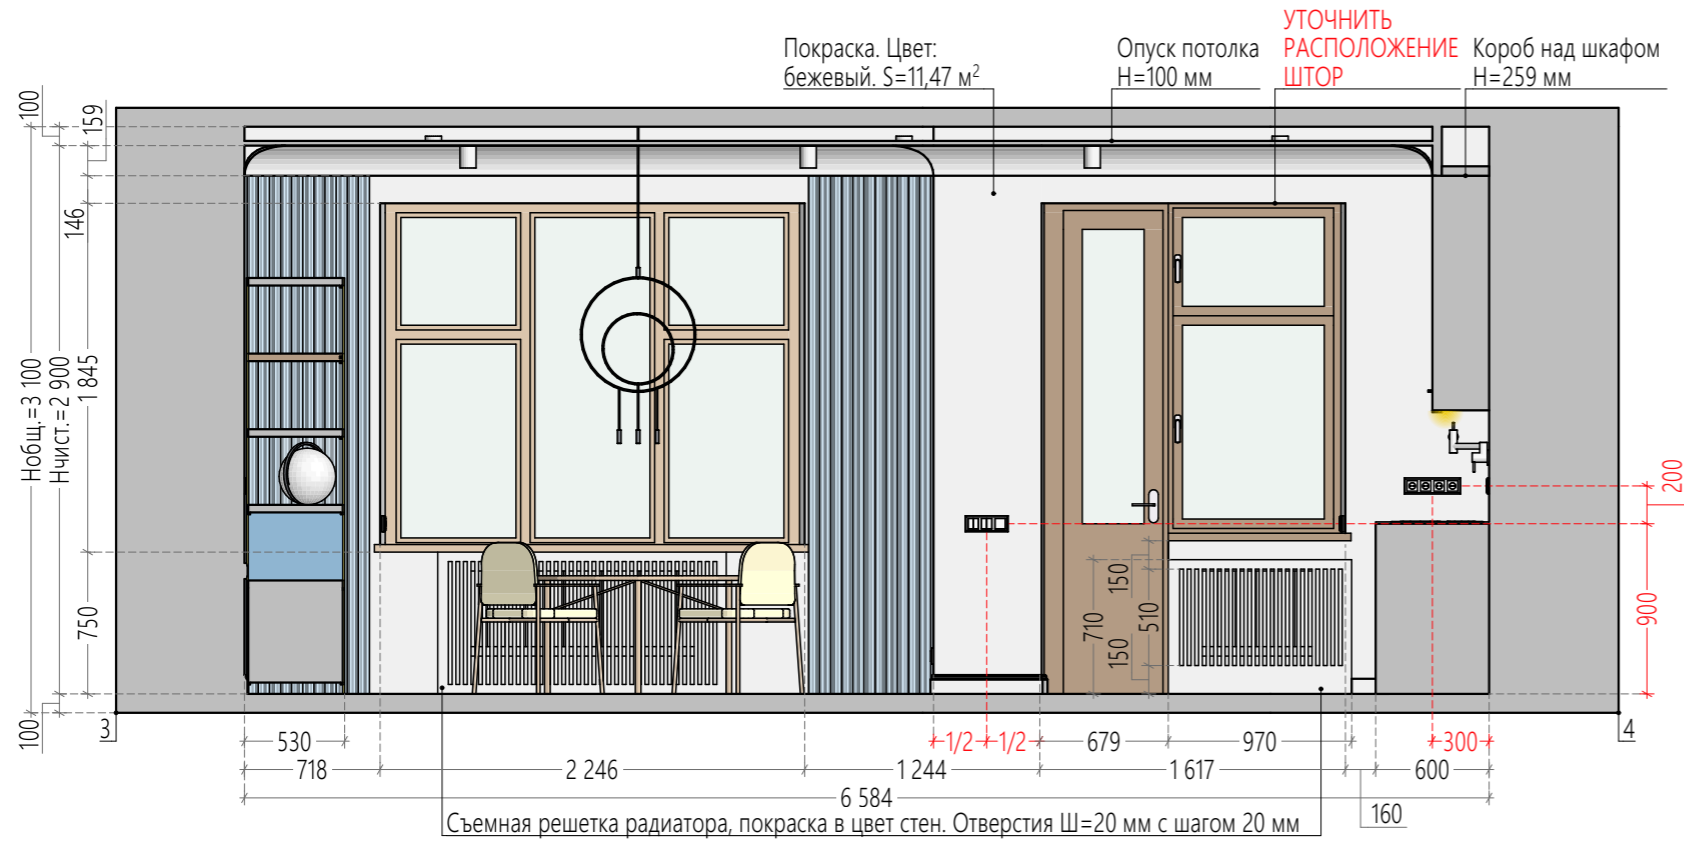 УТОЧНИТЬ
РАСПОЛОЖЕНИЕ
ШТОР
Покраска. Цвет:
бежевый. S=11,47 м²
Опуск потолка
H=100 мм
Короб над шкафом
H=259 мм
100
159
146
1 845
750
Hобщ.=3 100
Hчист.=2 900
100
3
4
200
900
150
510
710
150
530
1/2
1/2
679
970
300
718
2 246
1 244
1 617
600
6 584
160
Съемная решетка радиатора, покраска в цвет стен. Отверстия Ш=20 мм с шагом 20 мм